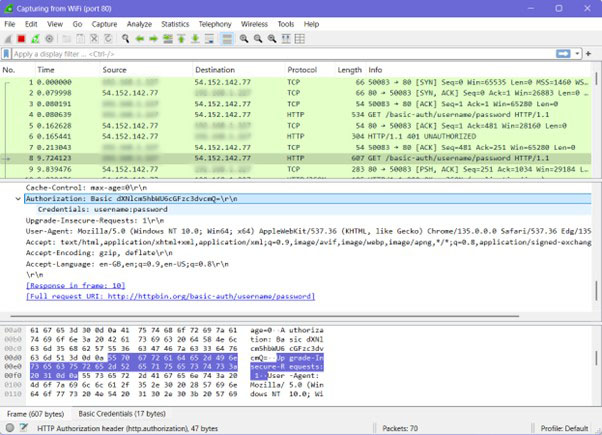 Capturing from WiFi (port 80)
File Edit View Go Capture Analyze Statistics Telephony Wireless Tools Help
Apply a display filter ... <Ctrl-/>
No. Time Source Destination Protocol Length Info
1 0.000000 54.152.142.77 TCP 66 50083 → 80 [SYN] Seq=0 Win=65535 Len=0 MSS=1460 WS…
2 0.079998 54.152.142.77 TCP 66 80 → 50083 [SYN, ACK] Seq=0 Ack=1 Win=26883 Len=0 …
3 0.080191 54.152.142.77 TCP 54 50083 → 80 [ACK] Seq=1 Ack=1 Win=65280 Len=0
4 0.080639 54.152.142.77 HTTP 534 GET /basic-auth/username/password HTTP/1.1
5 0.162628 54.152.142.77 TCP 54 80 → 50083 [ACK] Seq=1 Ack=481 Win=28160 Len=0
6 0.165441 54.152.142.77 HTTP 304 HTTP/1.1 401 UNAUTHORIZED
7 0.213043 54.152.142.77 TCP 54 50083 → 80 [ACK] Seq=481 Ack=251 Win=65280 Len=0
8 9.724123 54.152.142.77 HTTP 607 GET /basic-auth/username/password HTTP/1.1
9 9.839476 54.152.142.77 TCP 283 80 → 50083 [PSH, ACK] Seq=251 Ack=1034 Win=29184 L…
Cache-Control: max-age=0\r\n
Authorization: Basic dXNlcm5hbWU6cGFzc3dvcmQ=\r\n
Credentials: username:password
Upgrade-Insecure-Requests: 1\r\n
User-Agent: Mozilla/5.0 (Windows NT 10.0; Win64; x64) AppleWebKit/537.36 (KHTML, like Gecko) Chrome/135.0.0.0 Safari/537.36 Edg/135
Accept: text/html,application/xhtml+xml,application/xml;q=0.9,image/avif,image/webp,image/apng,*/*;q=0.8,application/signed-exchang
Accept-Encoding: gzip, deflate\r\n
Accept-Language: en-GB,en;q=0.9,en-US;q=0.8\r\n
\r\n
[Response in frame: 10]
[Full request URI: http://httpbin.org/basic-auth/username/password]
00a0 61 67 65 3d 30 0d 0a 41 75 74 68 6f 72 69 7a 61 age=0··A uthoriza
74 69 6f 6e 3a 20 42 61 73 69 63 20 64 58 4e 6c tion: Ba sic dXNl
63 6d 35 68 62 57 55 36 63 47 46 7a 63 33 64 76 cm5hbWU6 cGFzc3dv
00d0 63 6d 51 3d 0d 0a 55 70 67 72 61 64 65 2d 49 6e cmQ=··Up grade-In
73 65 63 75 72 65 2d 52 65 71 75 65 73 74 73 3a secure-R equests:
00f0 20 31 0d 0a 55 73 65 72 2d 41 67 65 6e 74 3a 20 1··User -Agent:
4d 6f 7a 69 6c 6c 61 2f 35 2e 30 20 28 57 69 6e Mozilla/ 5.0 (Win
0110 64 6f 77 73 20 4e 54 20 31 30 2e 30 3b 20 57 69 dows NT 10.0; Wi
Frame (607 bytes) Basic Credentials (17 bytes)
HTTP Authorization header (http.authorization), 47 bytes Packets: 70 Profile: Default